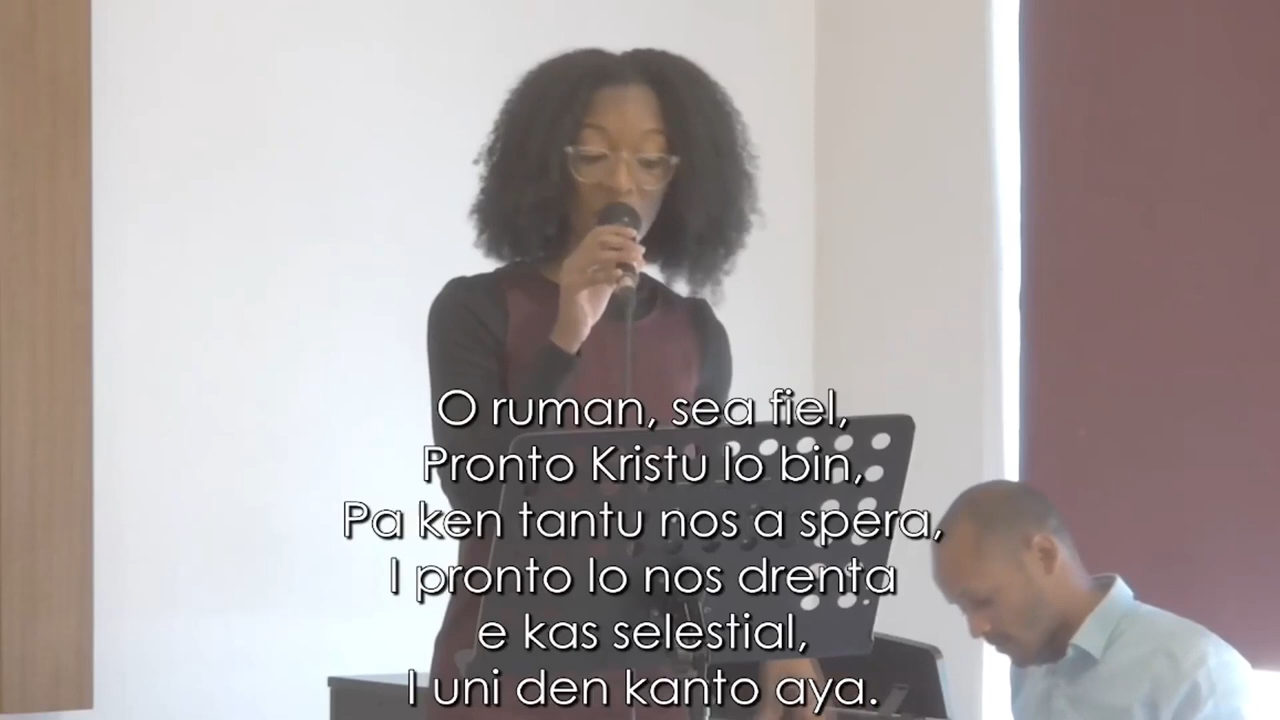 O ruman, sea fiel,
Pronto Kristu lo bin,
Pa ken tantu nos a spera,
I pronto lo nos drenta
e kas selestial,
I uni den kanto aya.